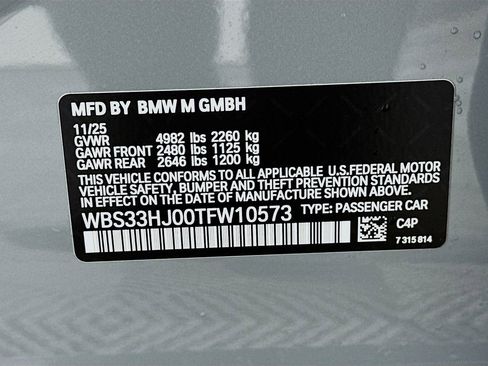 MFD BY BMW M GMBH
11/25
GVWR 4982 lbs 2260 kg
GAWR FRONT 2480 lbs 1125 kg
GAWR REAR 2646 lbs 1200 kg
THIS VEHICLE CONFORMS TO ALL APPLICABLE U.S.FEDERAL MOTOR
VEHICLE SAFETY, BUMPER AND THEFT PREVENTION STANDARDS IN
EFFECT ON THE DATE OF MANUFACTURE SHOWN ABOVE.
WBS33HJ00TFW10573 TYPE: PASSENGER CAR
C4P
7 315 814